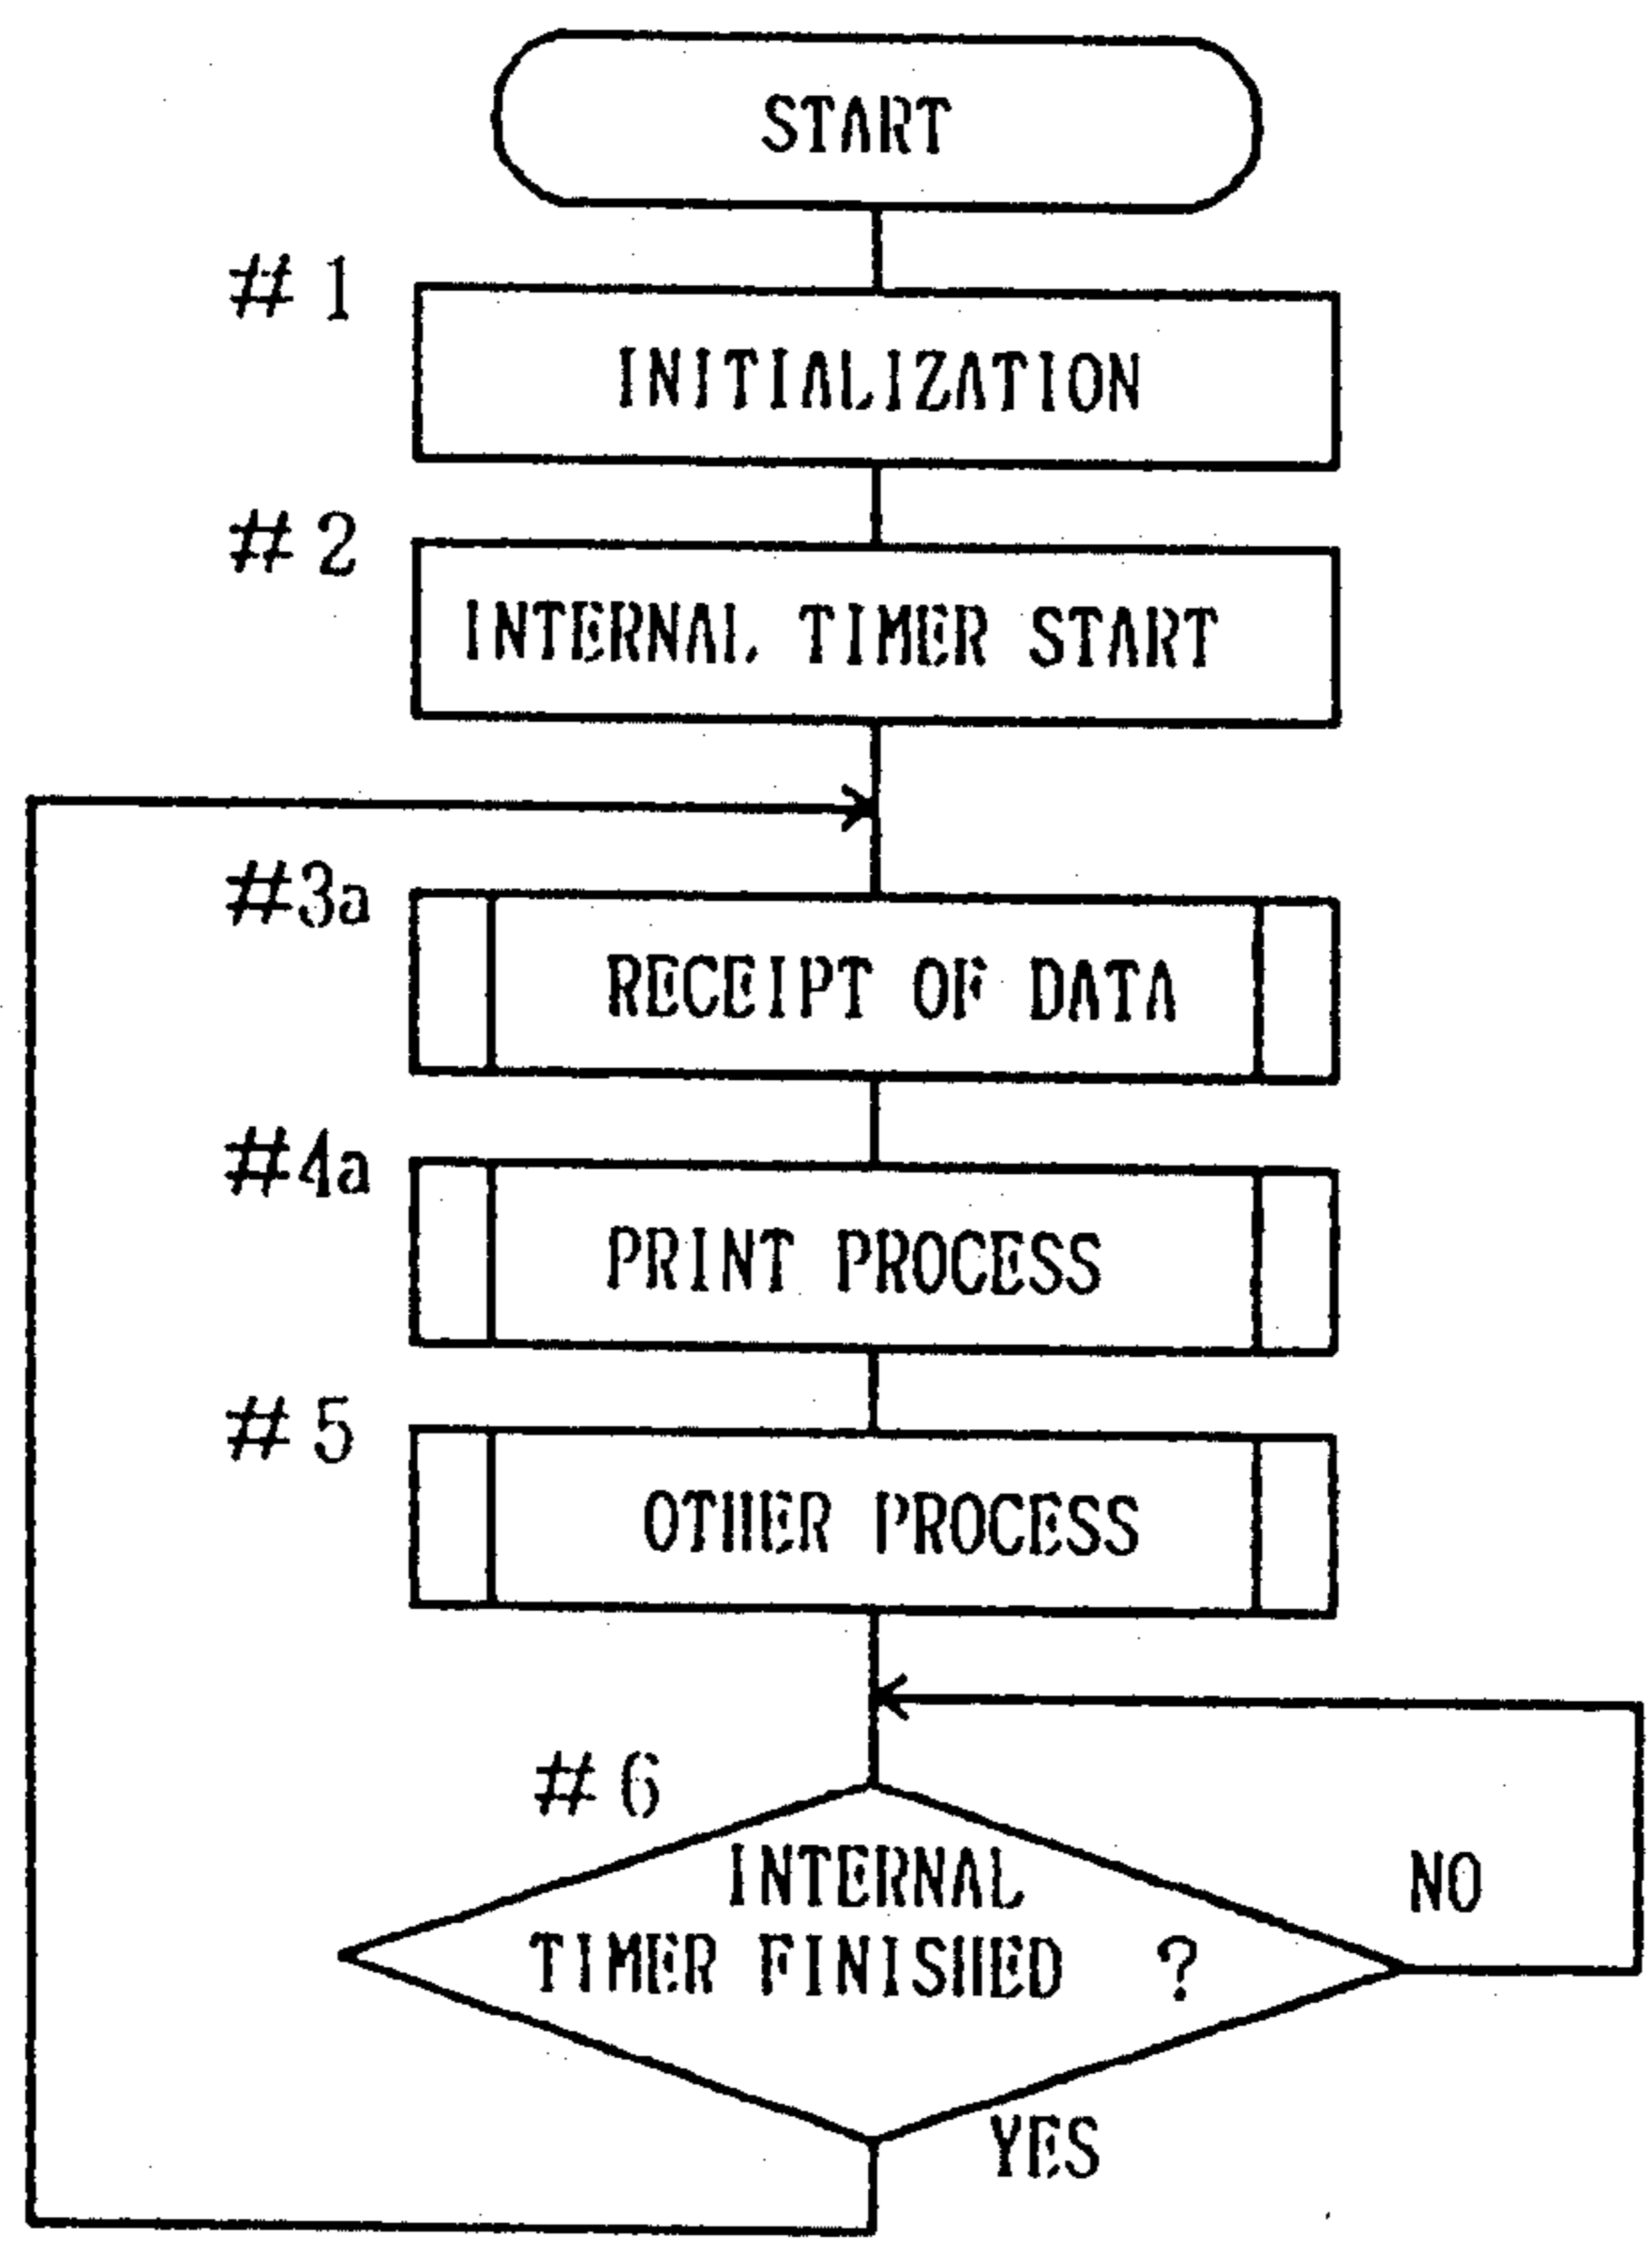 START
#1
INITIALIZATION
#2
INTERNAL TIMER START
#3a
RECEIPT OF DATA
#4a
PRINT PROCESS
#5
OTHER PROCESS
#6
INTERNAL
NO
TIMER FINISHED ?
YES